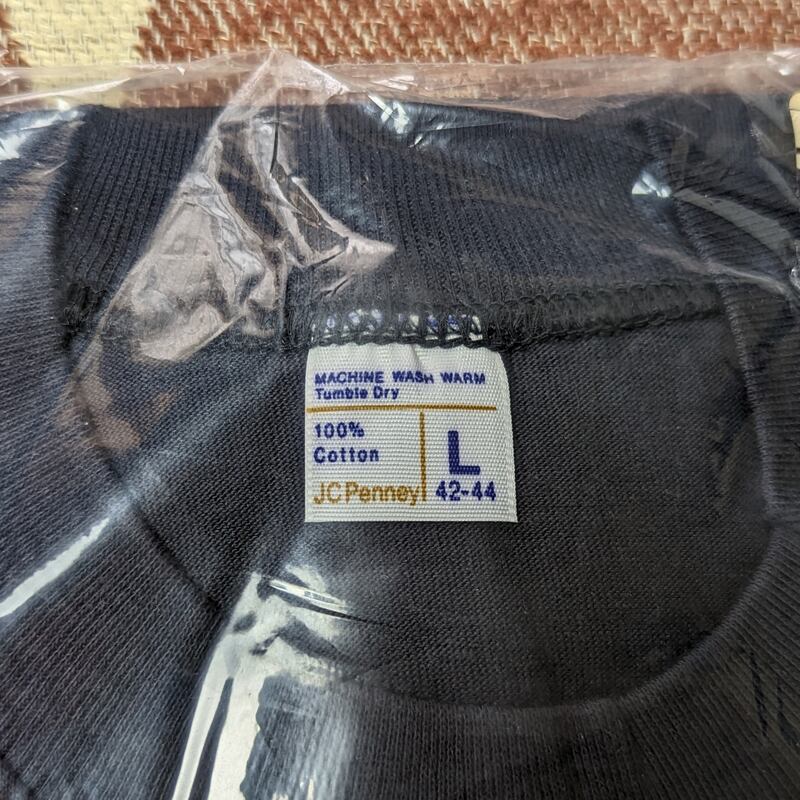 MACHINE WASH WARM
Tumble Dry
100%
Cotton
JCPenney
L
42-44